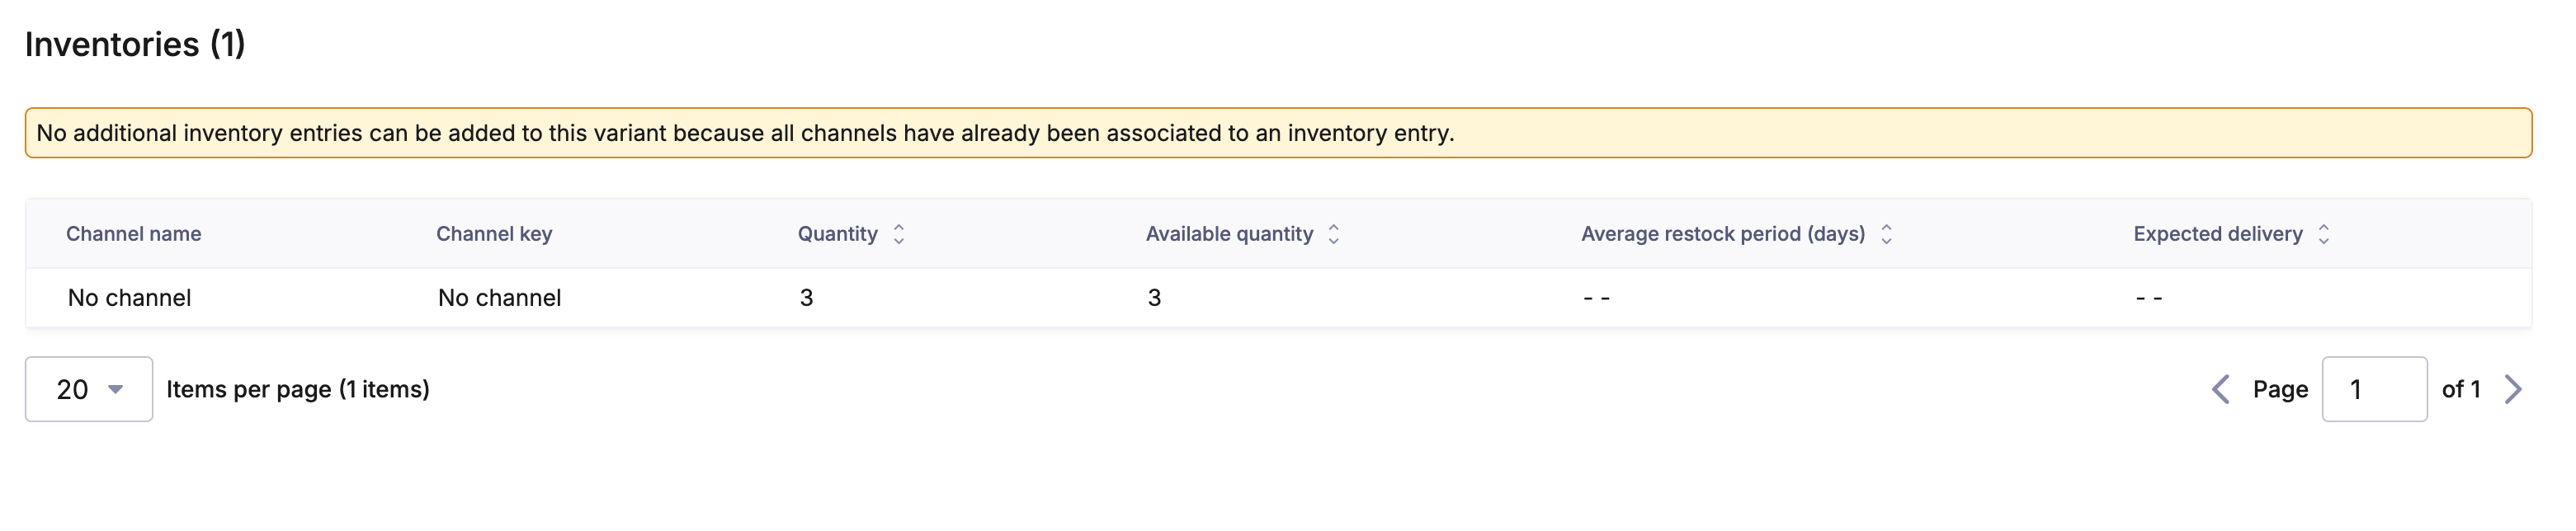 Inventories (1)
No additional inventory entries can be added to this variant because all channels have already been associated to an inventory entry.
Channel name Channel key Quantity Available quantity Average restock period (days) Expected delivery
No channel No channel 3 3 - - - -
20 Items per page (1 items) Page 1 of 1